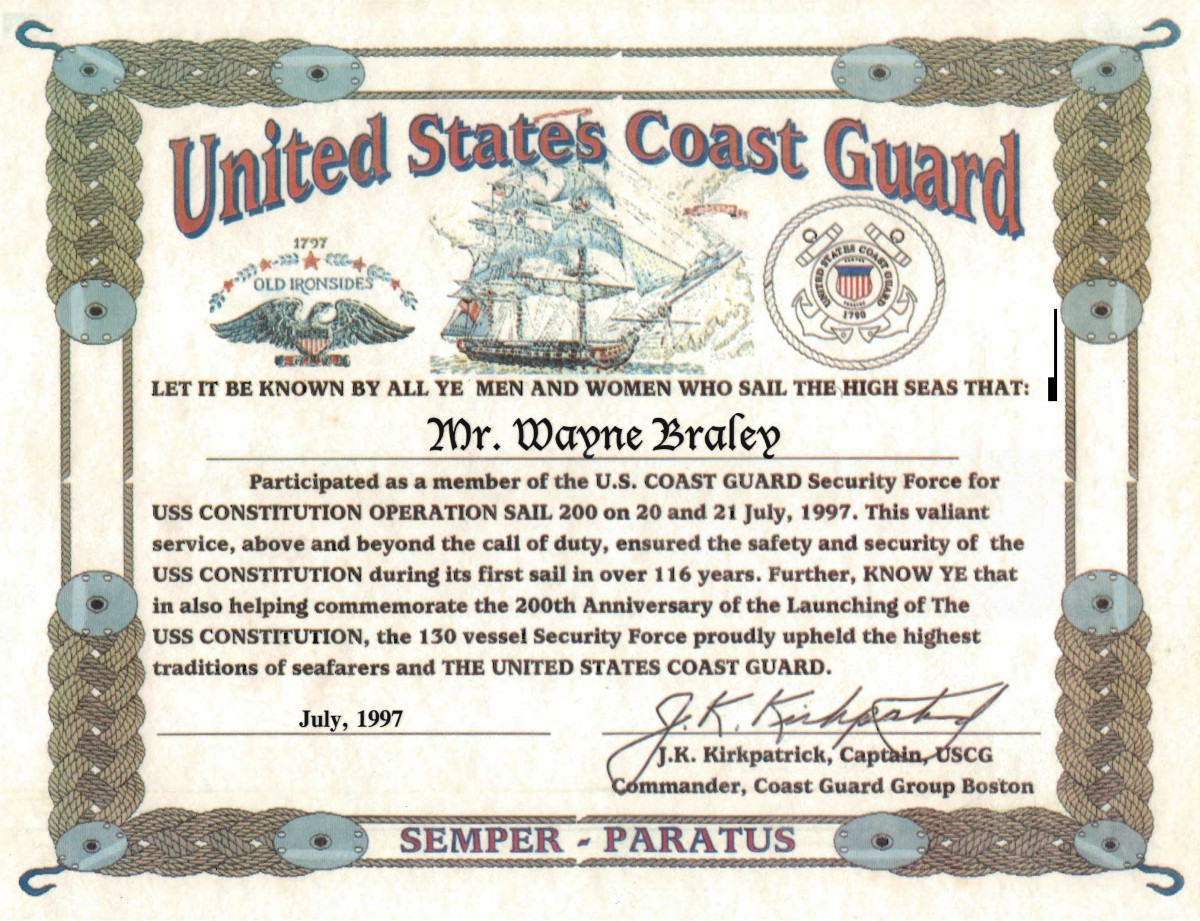 United States Coast Guard
1797
OLD IRONSIDES
UNITED STATES COAST GUARD
1790
LET IT BE KNOWN BY ALL YE MEN AND WOMEN WHO SAIL THE HIGH SEAS THAT:
Mr. Wayne Braley
Participated as a member of the U.S. COAST GUARD Security Force for
USS CONSTITUTION OPERATION SAIL 200 on 20 and 21 July, 1997. This valiant
service, above and beyond the call of duty, ensured the safety and security of the
USS CONSTITUTION during its first sail in over 116 years. Further, KNOW YE that
in also helping commemorate the 200th Anniversary of the Launching of The
USS CONSTITUTION, the 130 vessel Security Force proudly upheld the highest
traditions of seafarers and THE UNITED STATES COAST GUARD.
J.K. Kirkpatrick
July, 1997
J.K. Kirkpatrick, Captain, USCG
Commander, Coast Guard Group Boston
SEMPER - PARATUS